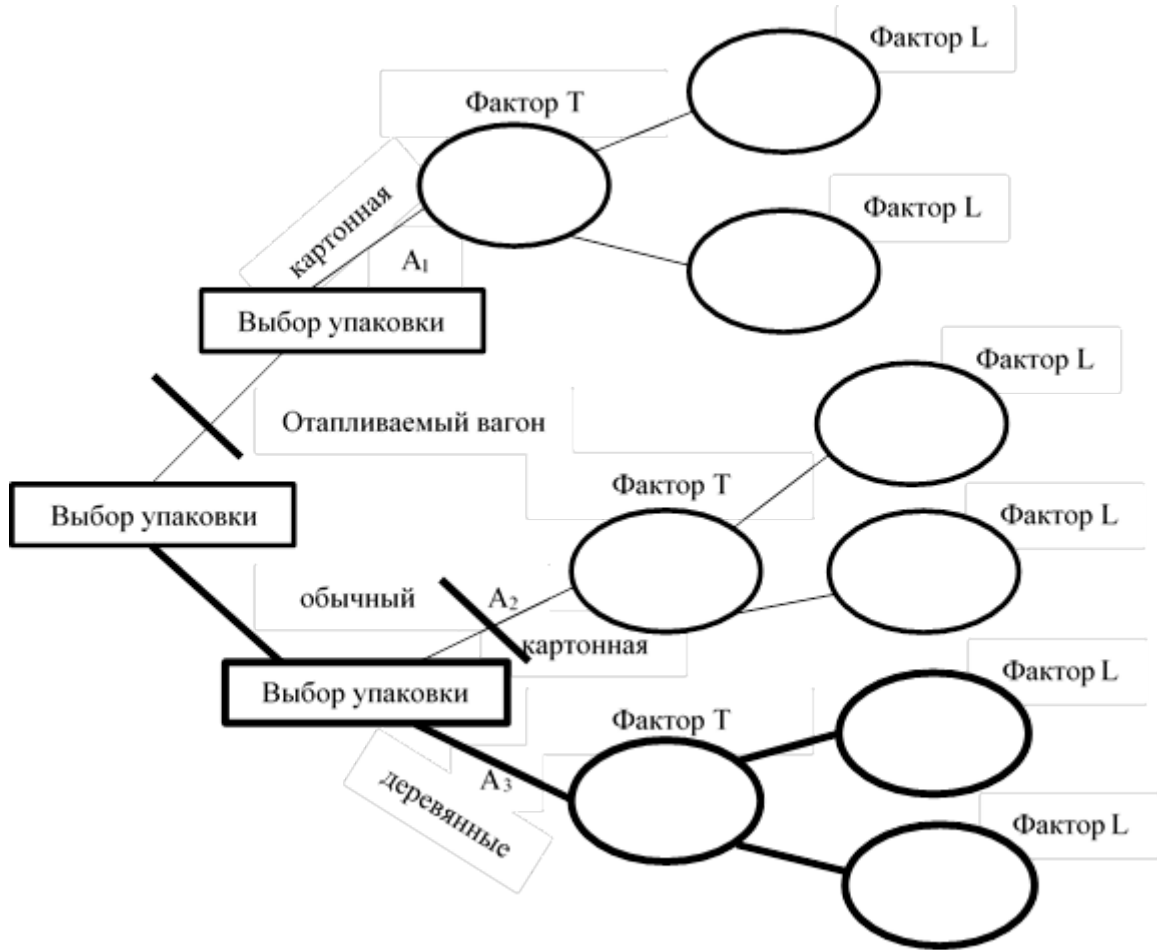 Фактор L
Фактор Т
картонная
Фактор L
A1
Выбор упаковки
Фактор L
Отапливаемый вагон
Фактор Т
Фактор L
Выбор упаковки
обычный
A2
картонная
Фактор L
Выбор упаковки
Фактор Т
A3
деревянные
Фактор L